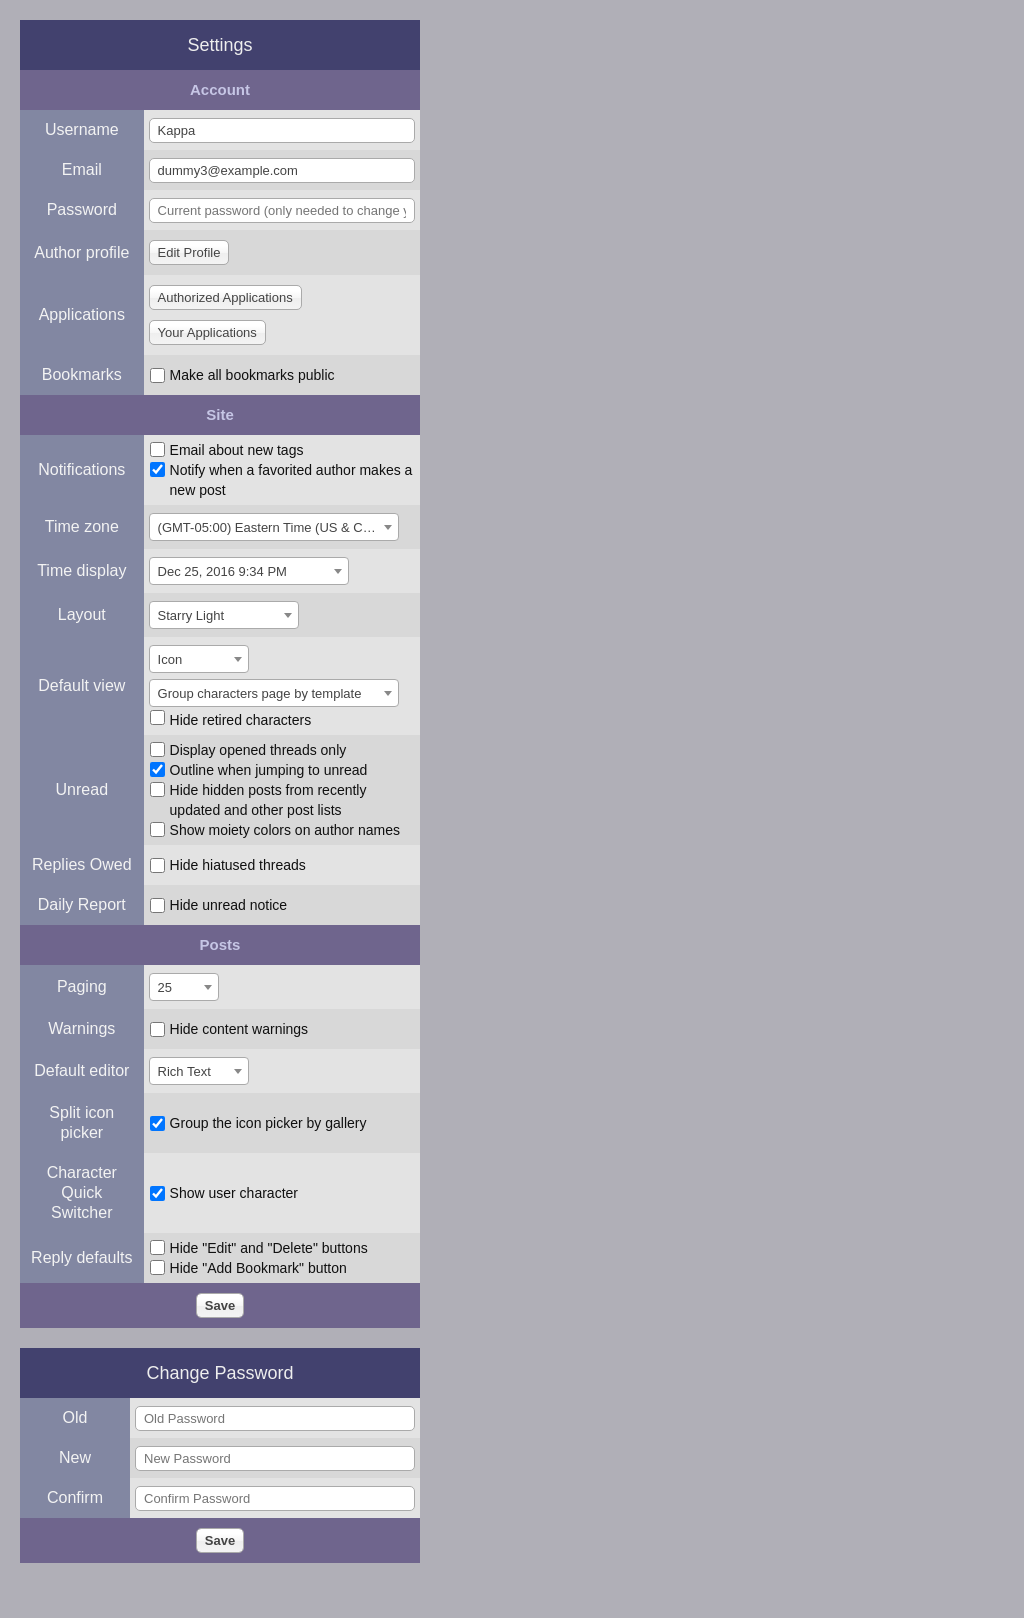 Settings
Account
Username
Kappa
Email
dummy3@example.com
Password
Current password (only needed to change y
Author profile
Edit Profile
Applications
Authorized Applications
Your Applications
Bookmarks
Make all bookmarks public
Site
Notifications
Email about new tags
Notify when a favorited author makes a
new post
Time zone
(GMT-05:00) Eastern Time (US & C…
Time display
Dec 25, 2016 9:34 PM
Layout
Starry Light
Default view
Icon
Group characters page by template
Hide retired characters
Unread
Display opened threads only
Outline when jumping to unread
Hide hidden posts from recently
updated and other post lists
Show moiety colors on author names
Replies Owed
Hide hiatused threads
Daily Report
Hide unread notice
Posts
Paging
25
Warnings
Hide content warnings
Default editor
Rich Text
Split icon
picker
Group the icon picker by gallery
Character
Quick
Switcher
Show user character
Reply defaults
Hide "Edit" and "Delete" buttons
Hide "Add Bookmark" button
Save
Change Password
Old
Old Password
New
New Password
Confirm
Confirm Password
Save